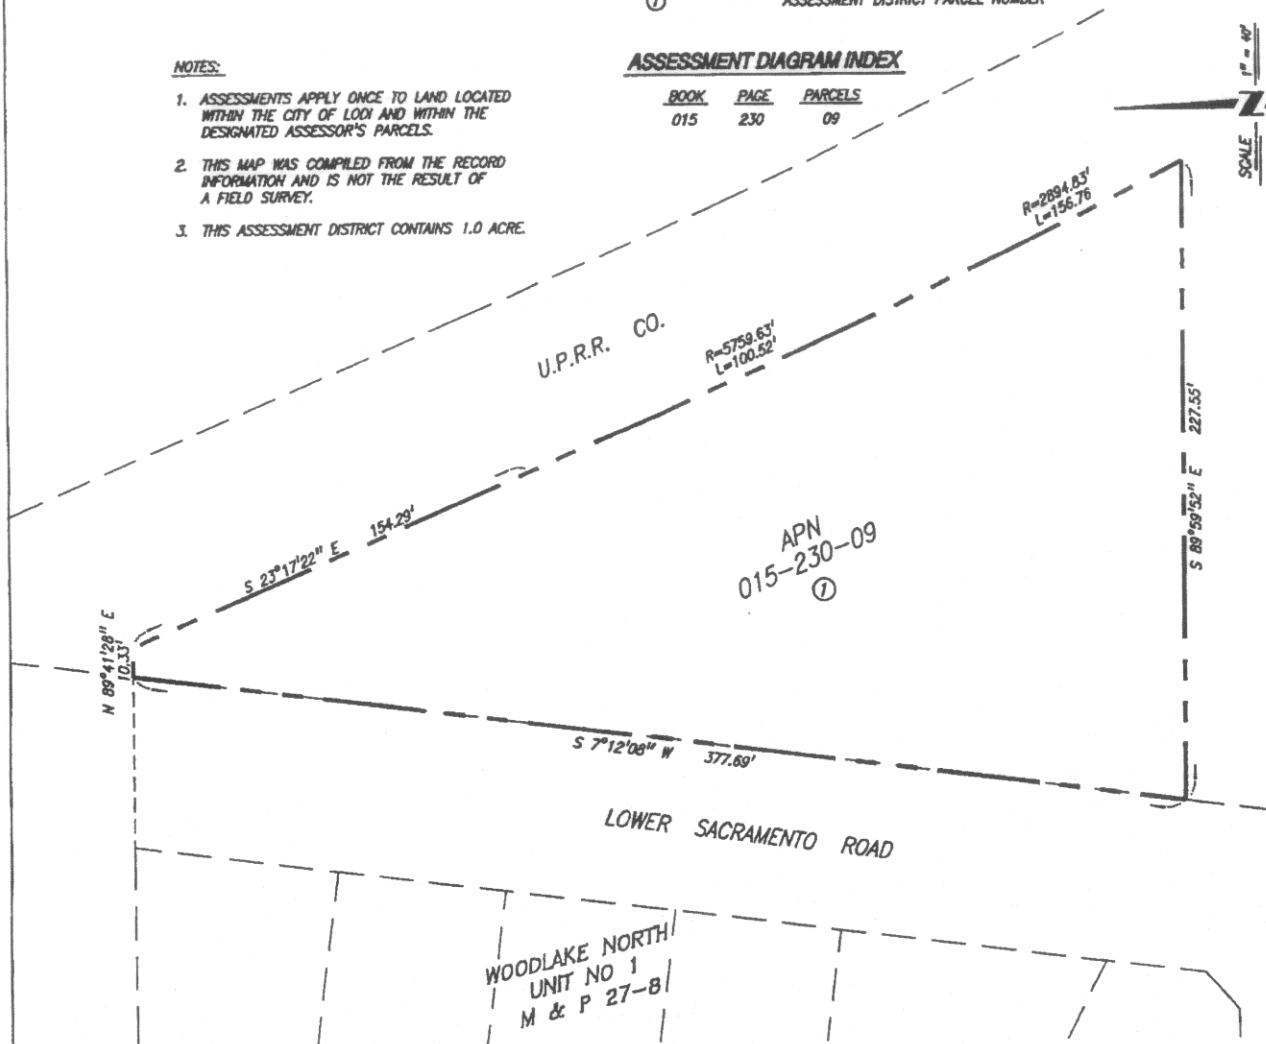 ① ASSESSMENT DISTRICT PARCEL NUMBER
NOTES:
1. ASSESSMENTS APPLY ONCE TO LAND LOCATED
WITHIN THE CITY OF LODI AND WITHIN THE
DESIGNATED ASSESSOR'S PARCELS.
2. THIS MAP WAS COMPILED FROM THE RECORD
INFORMATION AND IS NOT THE RESULT OF
A FIELD SURVEY.
3. THIS ASSESSMENT DISTRICT CONTAINS 1.0 ACRE.
ASSESSMENT DIAGRAM INDEX
BOOK PAGE PARCELS
015 230 09
SCALE 1" = 40'
Z
R=2894.83'
L=156.76
U.P.R.R. CO.
R=5759.63'
L=100.52'
S 23°17'22" E 154.29'
S 89°59'52" E 227.55'
APN
015-230-09
①
N 89°41'28" E
10.33'
S 7°12'08" W 377.69'
LOWER SACRAMENTO ROAD
WOODLAKE NORTH
UNIT NO 1
M & P 27-8